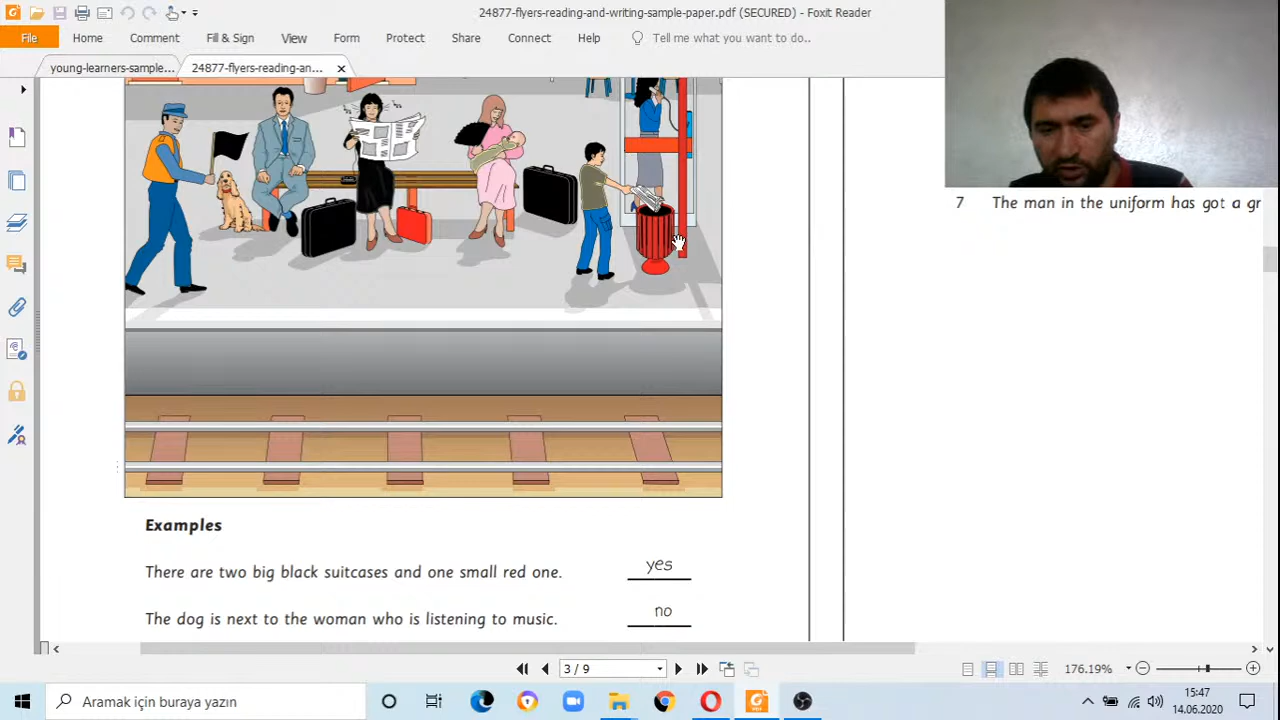 24877-flyers-reading-and-writing-sample-paper.pdf (SECURED) - Foxit Reader
File
Home
Comment
Fill & Sign
View
Form
Protect
Share
Connect
Help
Tell me what you want to do..
young-learners-sample...
24877-flyers-reading-an...
7 The man in the uniform has got a gr
Examples
There are two big black suitcases and one small red one. yes
The dog is next to the woman who is listening to music. no
3 / 9
176.19%
Aramak için buraya yazın
15:47
14.06.2020